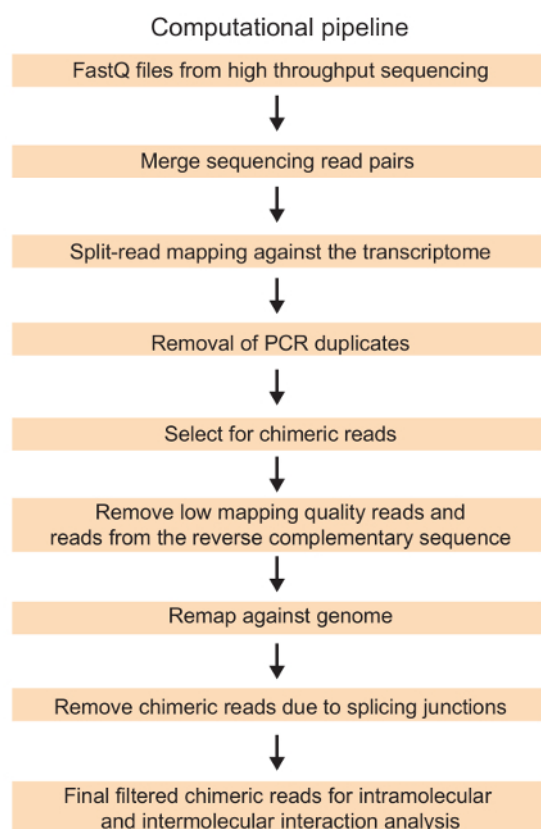 Computational pipeline
FastQ files from high throughput sequencing
Merge sequencing read pairs
Split-read mapping against the transcriptome
Removal of PCR duplicates
Select for chimeric reads
Remove low mapping quality reads and
reads from the reverse complementary sequence
Remap against genome
Remove chimeric reads due to splicing junctions
Final filtered chimeric reads for intramolecular
and intermolecular interaction analysis